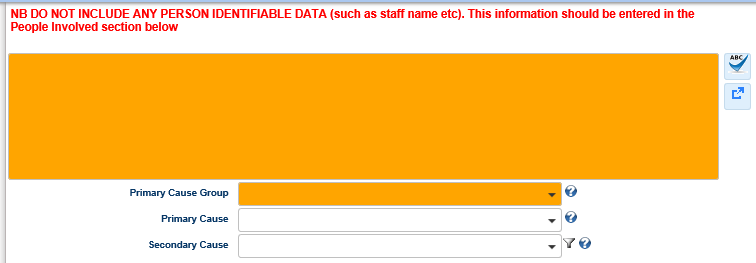 NB DO NOT INCLUDE ANY PERSON IDENTIFIABLE DATA (such as staff name etc). This information should be entered in the
People Involved section below
ABC
Primary Cause Group
Primary Cause
Secondary Cause